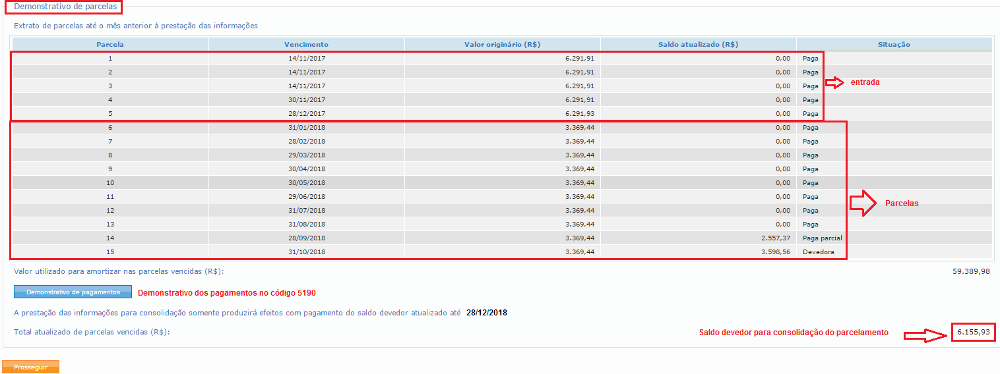 Demonstrativo de parcelas
Extrato de parcelas até o mês anterior à prestação das informações
Parcela Vencimento Valor originário (R$) Saldo atualizado (R$) Situação
1 14/11/2017 6.291,91 0,00 Paga
2 14/11/2017 6.291,91 0,00 Paga
3 14/11/2017 6.291,91 0,00 Paga
entrada
4 30/11/2017 6.291,91 0,00 Paga
5 28/12/2017 6.291,93 0,00 Paga
6 31/01/2018 3.369,44 0,00 Paga
7 28/02/2018 3.369,44 0,00 Paga
8 29/03/2018 3.369,44 0,00 Paga
9 30/04/2018 3.369,44 0,00 Paga
10 30/05/2018 3.369,44 0,00 Paga
11 29/06/2018 3.369,44 0,00 Paga
Parcelas
12 31/07/2018 3.369,44 0,00 Paga
13 31/08/2018 3.369,44 0,00 Paga
14 28/09/2018 3.369,44 2.557,37 Paga parcial
15 31/10/2018 3.369,44 3.598,56 Devedora
Valor utilizado para amortizar nas parcelas vencidas (R$): 59.389,98
Demonstrativo de pagamentos Demonstrativo dos pagamentos no código 5190
A prestação das informações para consolidação somente produzirá efeitos com pagamento do saldo devedor atualizado até 28/12/2018
Total atualizado de parcelas vencidas (R$): Saldo devedor para consolidação do parcelamento 6.155,93
Prosseguir